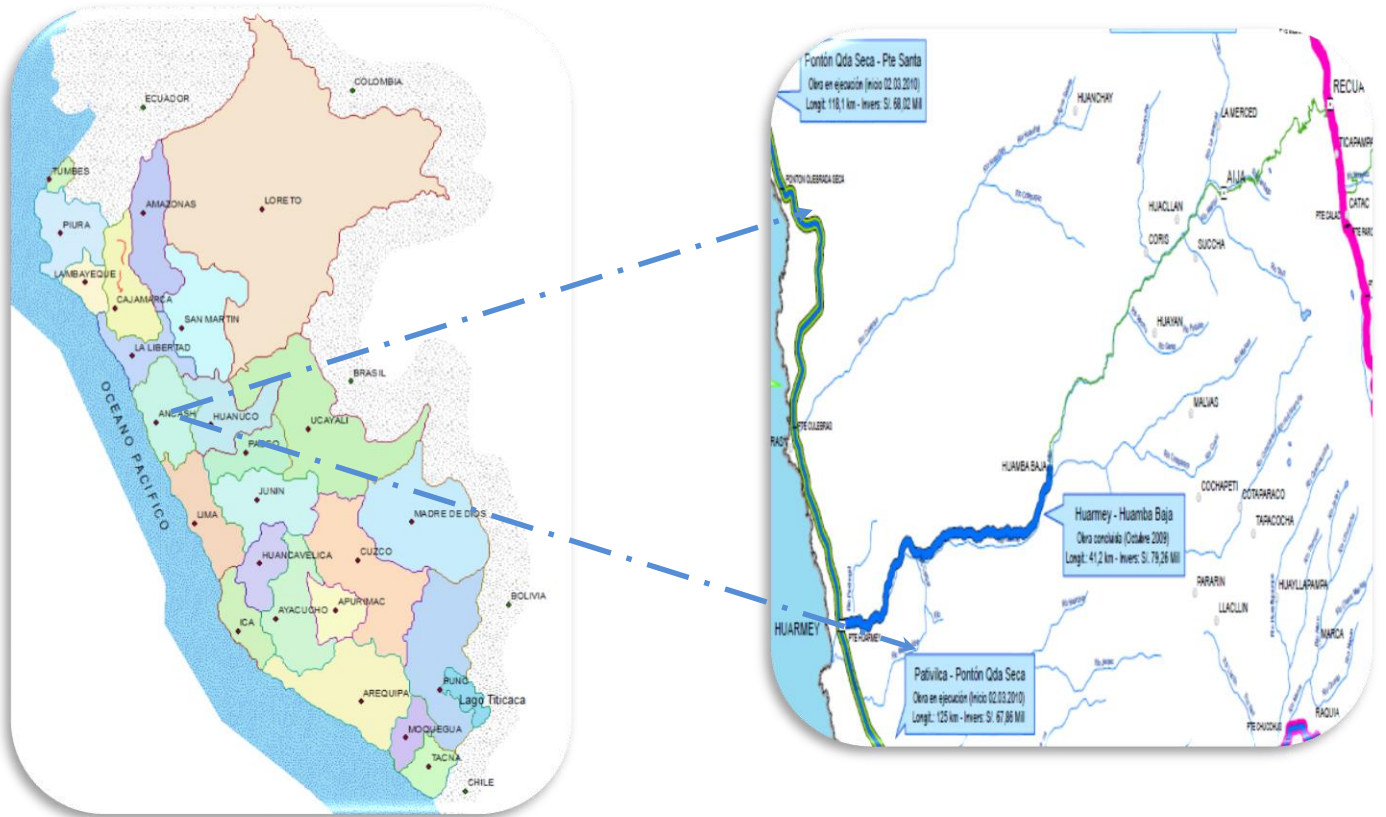 COLOMBIA
ECUADOR
TUMBES
AMAZONAS
LORETO
PIURA
LAMBAYEQUE
CAJAMARCA
SAN MARTIN
LA LIBERTAD
BRASIL
ANCASH
HUANUCO
UCAYALI
PASCO
OCEANO PACIFICO
JUNIN
LIMA
MADRE DE DIOS
HUANCAVELICA
CUZCO
AYACUCHO
APURIMAC
BOLIVIA
ICA
PUNO
Lago Titicaca
AREQUIPA
MOQUEGUA
TACNA
CHILE
Pontón Qda Seca - Pte Santa
Obra en ejecución (Inicio 02.03.2010)
Longit: 118,1 km - Invers: S/. 68,02 Mill
HUANCHAY
RECUA
LA MERCED
TICAPAMPA
PONTON QUEBRADA SECA
AIJA
CATAC
HUACLLAN
CORIS
SUCCHA
HUAYAN
MALVAS
PTE CULEBRAS
HUAMBA BAJA
COCHAPETI
COTAPARACO
TAPACOCHA
Huarmey - Huamba Baja
Obra concluida (Octubre 2009)
Longit.: 41,2 km - Invers: S/. 79,26 Mill
PARARIN
HUAYLLAPAMPA
LLACLLIN
HUARMEY
PTE HUARMEY
MARCA
Pativilca - Pontón Qda Seca
Obra en ejecución (Inicio 02.03.2010)
Longit.: 125 km - Invers: S/. 67,86 Mill
RAQUIA